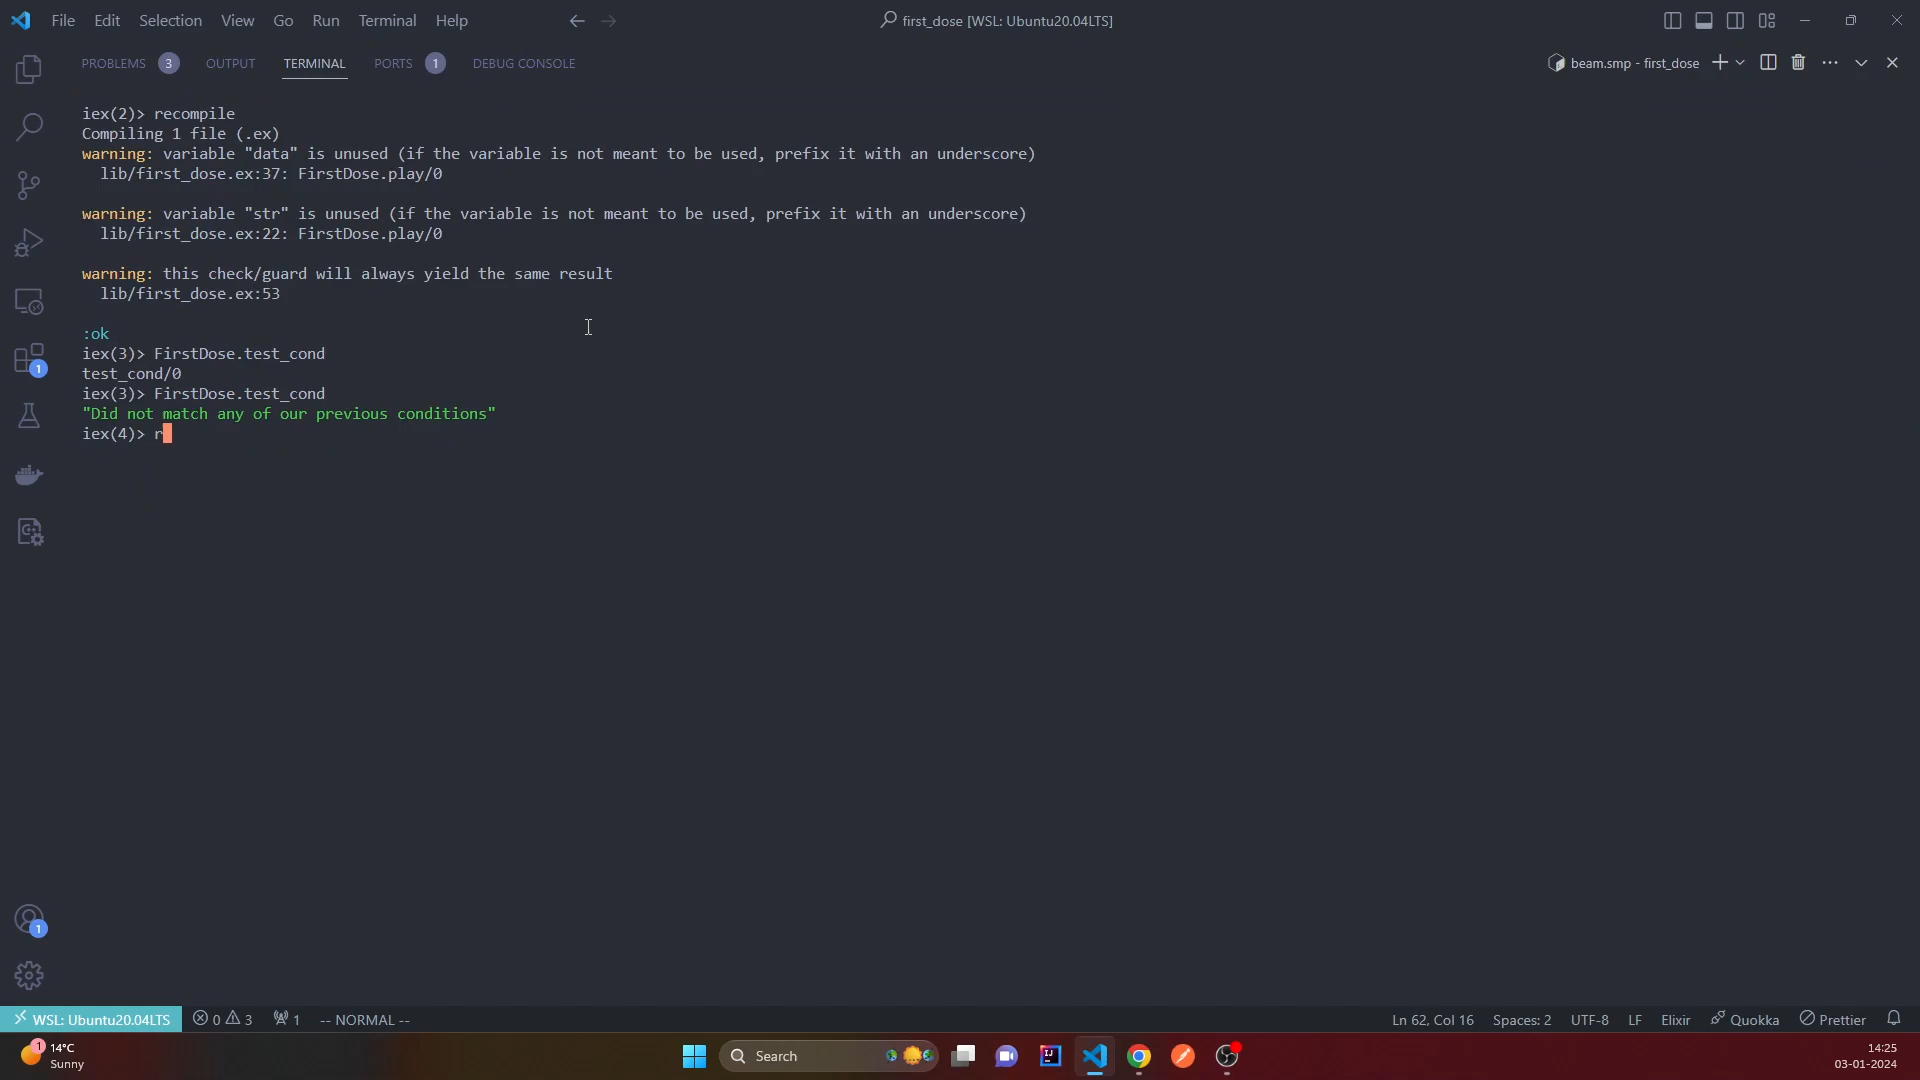 File Edit Selection View Go Run Terminal Help
first_dose [WSL: Ubuntu20.04LTS]
PROBLEMS 3 OUTPUT TERMINAL PORTS 1 DEBUG CONSOLE
beam.smp - first_dose
iex(2)> recompile
Compiling 1 file (.ex)
warning: variable "data" is unused (if the variable is not meant to be used, prefix it with an underscore)
lib/first_dose.ex:37: FirstDose.play/0
warning: variable "str" is unused (if the variable is not meant to be used, prefix it with an underscore)
lib/first_dose.ex:22: FirstDose.play/0
warning: this check/guard will always yield the same result
lib/first_dose.ex:53
:ok
iex(3)> FirstDose.test_cond
test_cond/0
iex(3)> FirstDose.test_cond
"Did not match any of our previous conditions"
iex(4)> r
1
1
WSL: Ubuntu20.04LTS 0 3 1 -- NORMAL --
Ln 62, Col 16 Spaces: 2 UTF-8 LF Elixir Quokka Prettier
1 14°C
Sunny
Search
IJ
14:25
03-01-2024